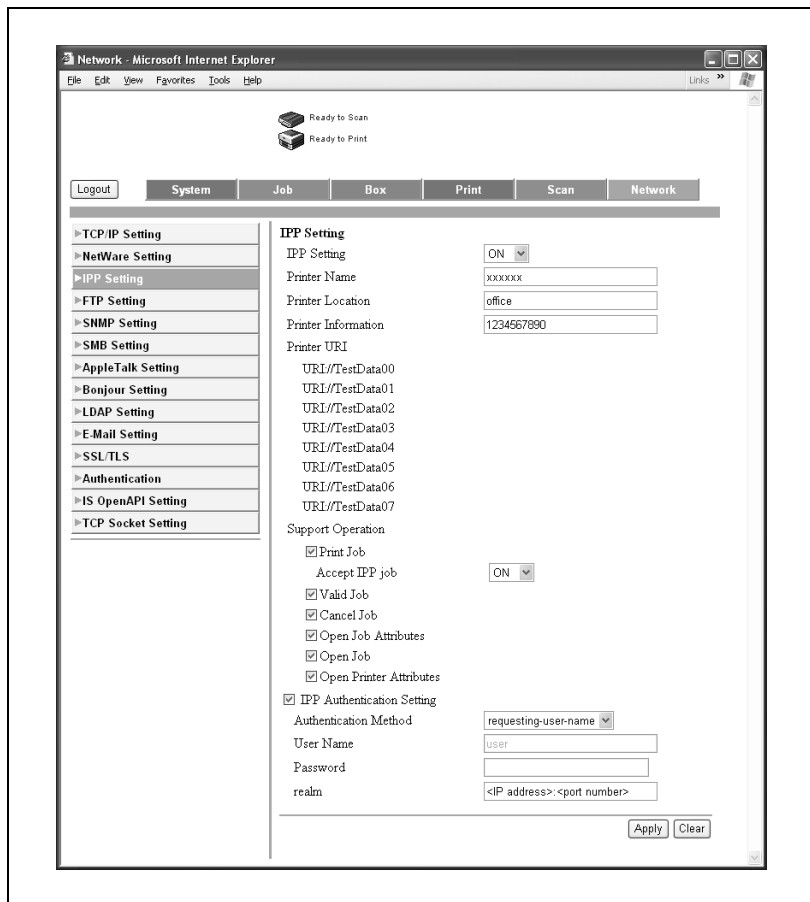 Network - Microsoft Internet Explorer
File Edit View Favorites Tools Help Links »
Ready to Scan
Ready to Print
Logout System Job Box Print Scan Network
TCP/IP Setting
NetWare Setting
IPP Setting
FTP Setting
SNMP Setting
SMB Setting
AppleTalk Setting
Bonjour Setting
LDAP Setting
E-Mail Setting
SSL/TLS
Authentication
IS OpenAPI Setting
TCP Socket Setting
IPP Setting
IPP Setting ON
Printer Name xxxxxx
Printer Location office
Printer Information 1234567890
Printer URI
URI://TestData00
URI://TestData01
URI://TestData02
URI://TestData03
URI://TestData04
URI://TestData05
URI://TestData06
URI://TestData07
Support Operation
Print Job
Accept IPP job ON
Valid Job
Cancel Job
Open Job Attributes
Open Job
Open Printer Attributes
IPP Authentication Setting
Authentication Method requesting-user-name
User Name user
Password
realm <IP address>:<port number>
Apply Clear